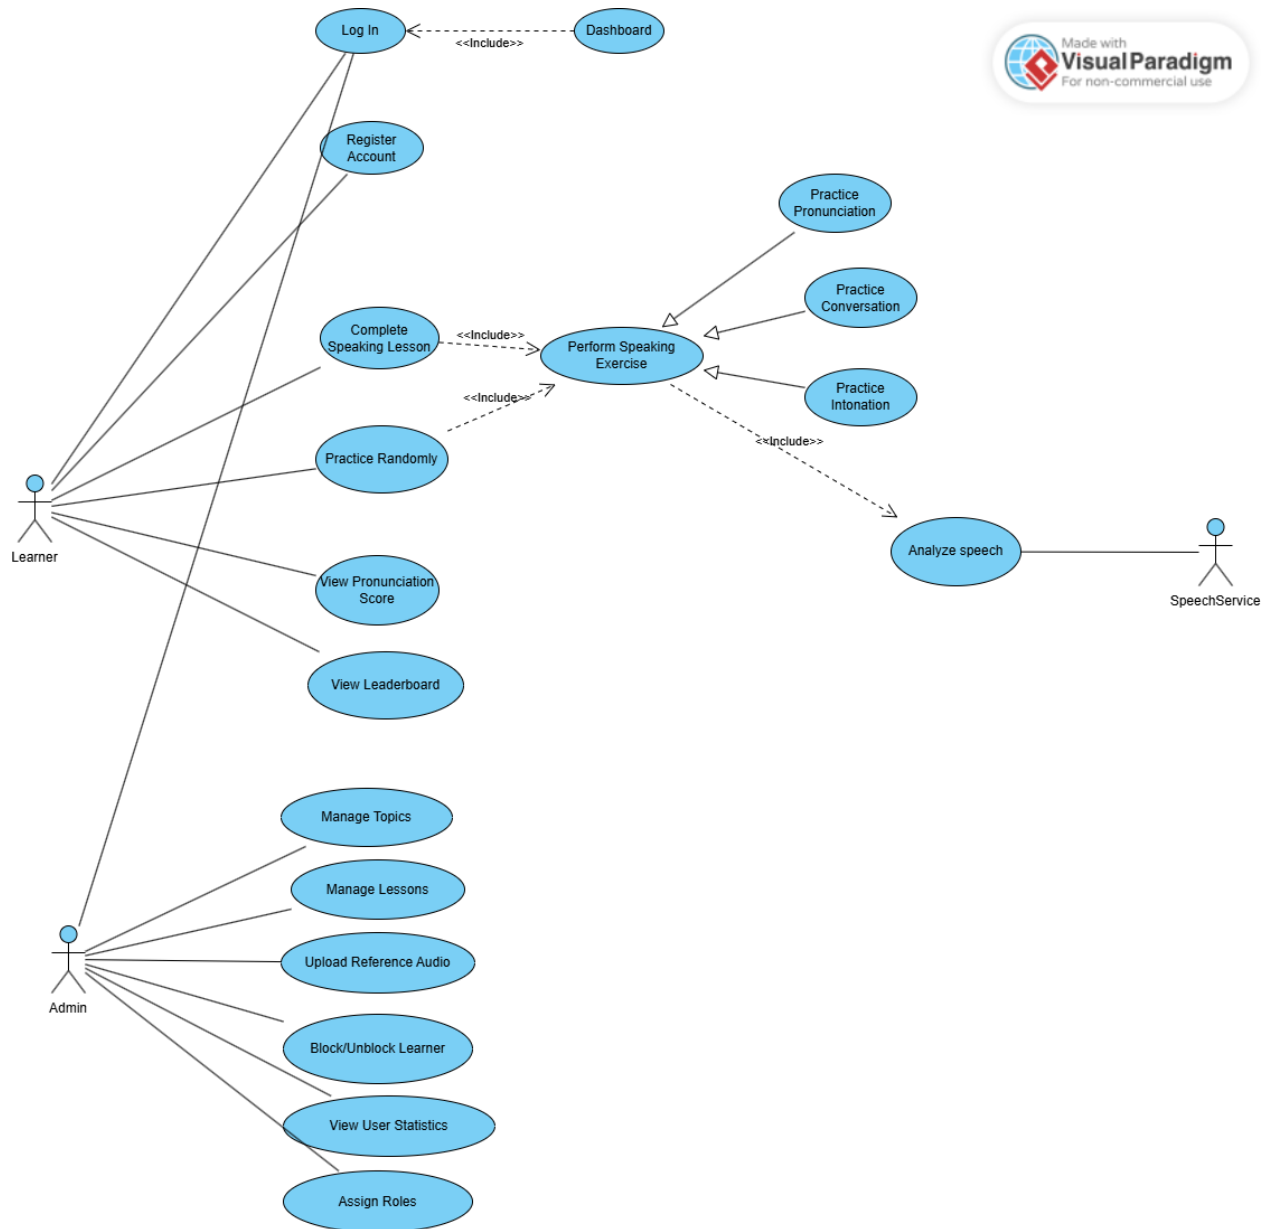 Log In
<<Include>>
Dashboard
Made with
Visual Paradigm
For non-commercial use
Register
Account
Practice
Pronunciation
Practice
Conversation
Complete
Speaking Lesson
<<Include>>
Perform Speaking
Exercise
Practice
Intonation
<<Include>>
Practice Randomly
<<Include>>
Learner
Analyze speech
SpeechService
View Pronunciation
Score
View Leaderboard
Manage Topics
Manage Lessons
Upload Reference Audio
Admin
Block/Unblock Learner
View User Statistics
Assign Roles